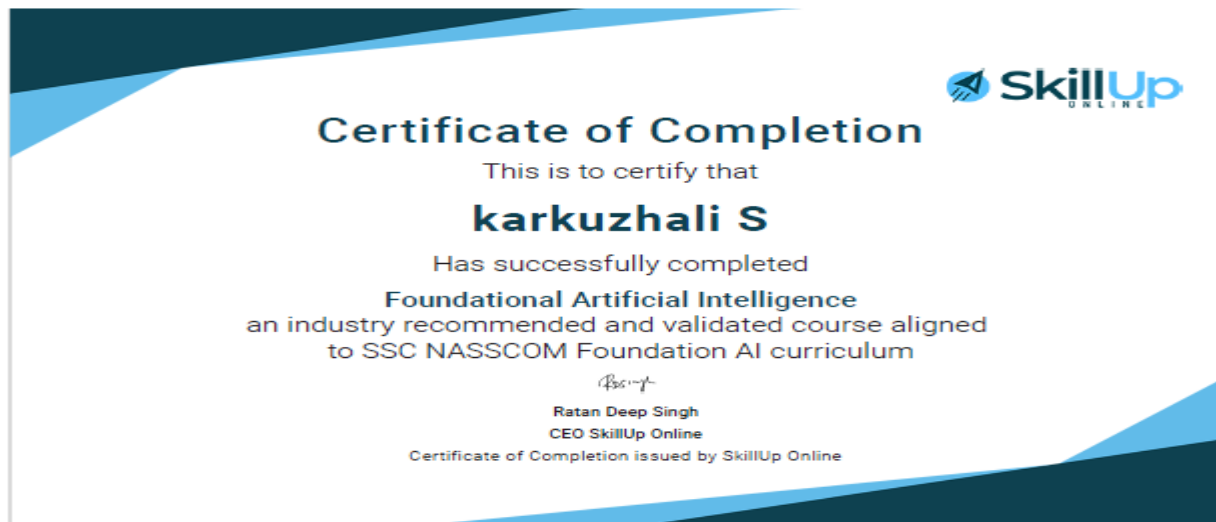 SkillUp
ONLINE
Certificate of Completion
This is to certify that
karkuzhali S
Has successfully completed
Foundational Artificial Intelligence
an industry recommended and validated course aligned
to SSC NASSCOM Foundation AI curriculum
Ratan Deep Singh
CEO SkillUp Online
Certificate of Completion issued by SkillUp Online